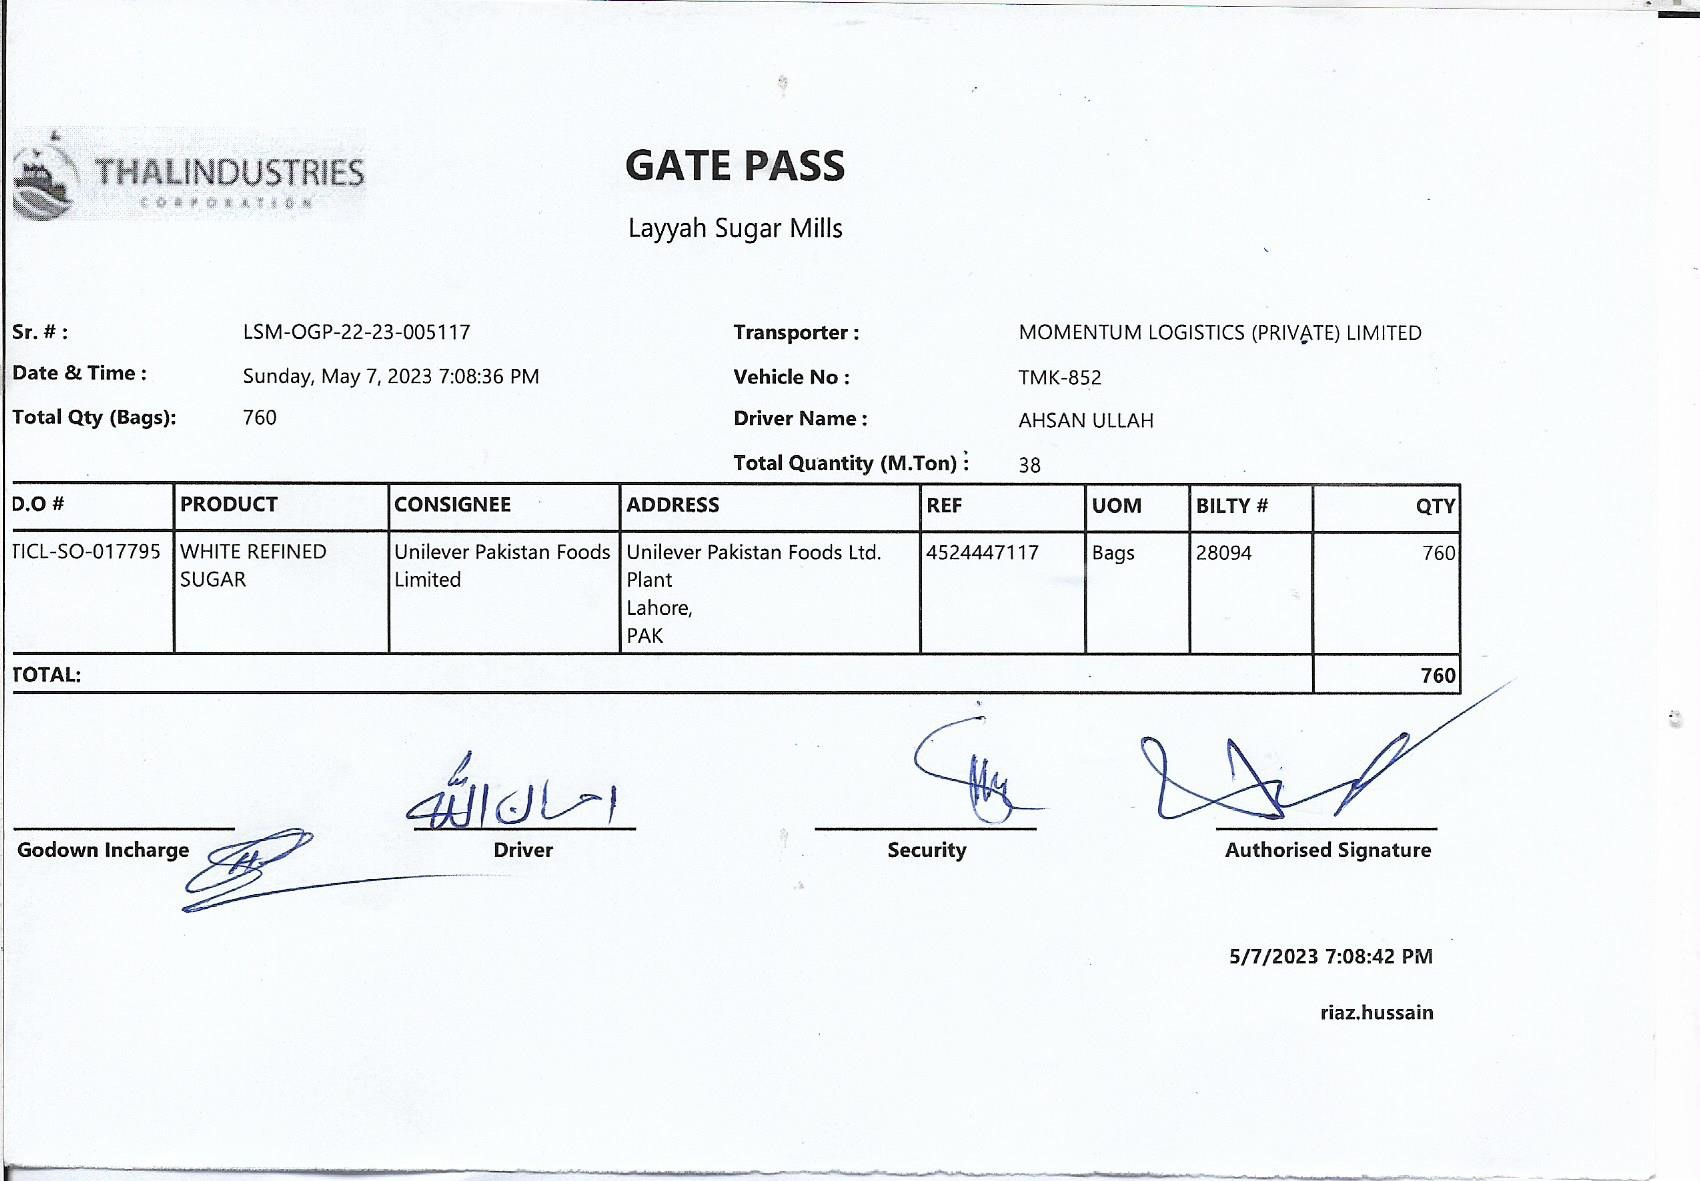 THALINDUSTRIES
CORPORATION
GATE PASS
Layyah Sugar Mills
Sr. # : LSM-OGP-22-23-005117 Transporter : MOMENTUM LOGISTICS (PRIVATE) LIMITED
Date & Time : Sunday, May 7, 2023 7:08:36 PM Vehicle No : TMK-852
Total Qty (Bags): 760 Driver Name : AHSAN ULLAH
Total Quantity (M.Ton) : 38
D.O # PRODUCT CONSIGNEE ADDRESS REF UOM BILTY # QTY
TICL-SO-017795 WHITE REFINED Unilever Pakistan Foods Unilever Pakistan Foods Ltd. 4524447117 Bags 28094 760
SUGAR Limited Plant
Lahore,
PAK
TOTAL: 760
احسان اللہ
Godown Incharge Driver Security Authorised Signature
5/7/2023 7:08:42 PM
riaz.hussain